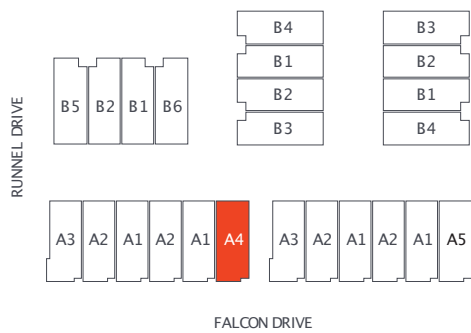 B4
B1
B2
B3
B3
B2
B1
B4
B5 B2 B1 B6
RUNNEL DRIVE
A3 A2 A1 A2 A1 A4
A3 A2 A1 A2 A1 A5
FALCON DRIVE